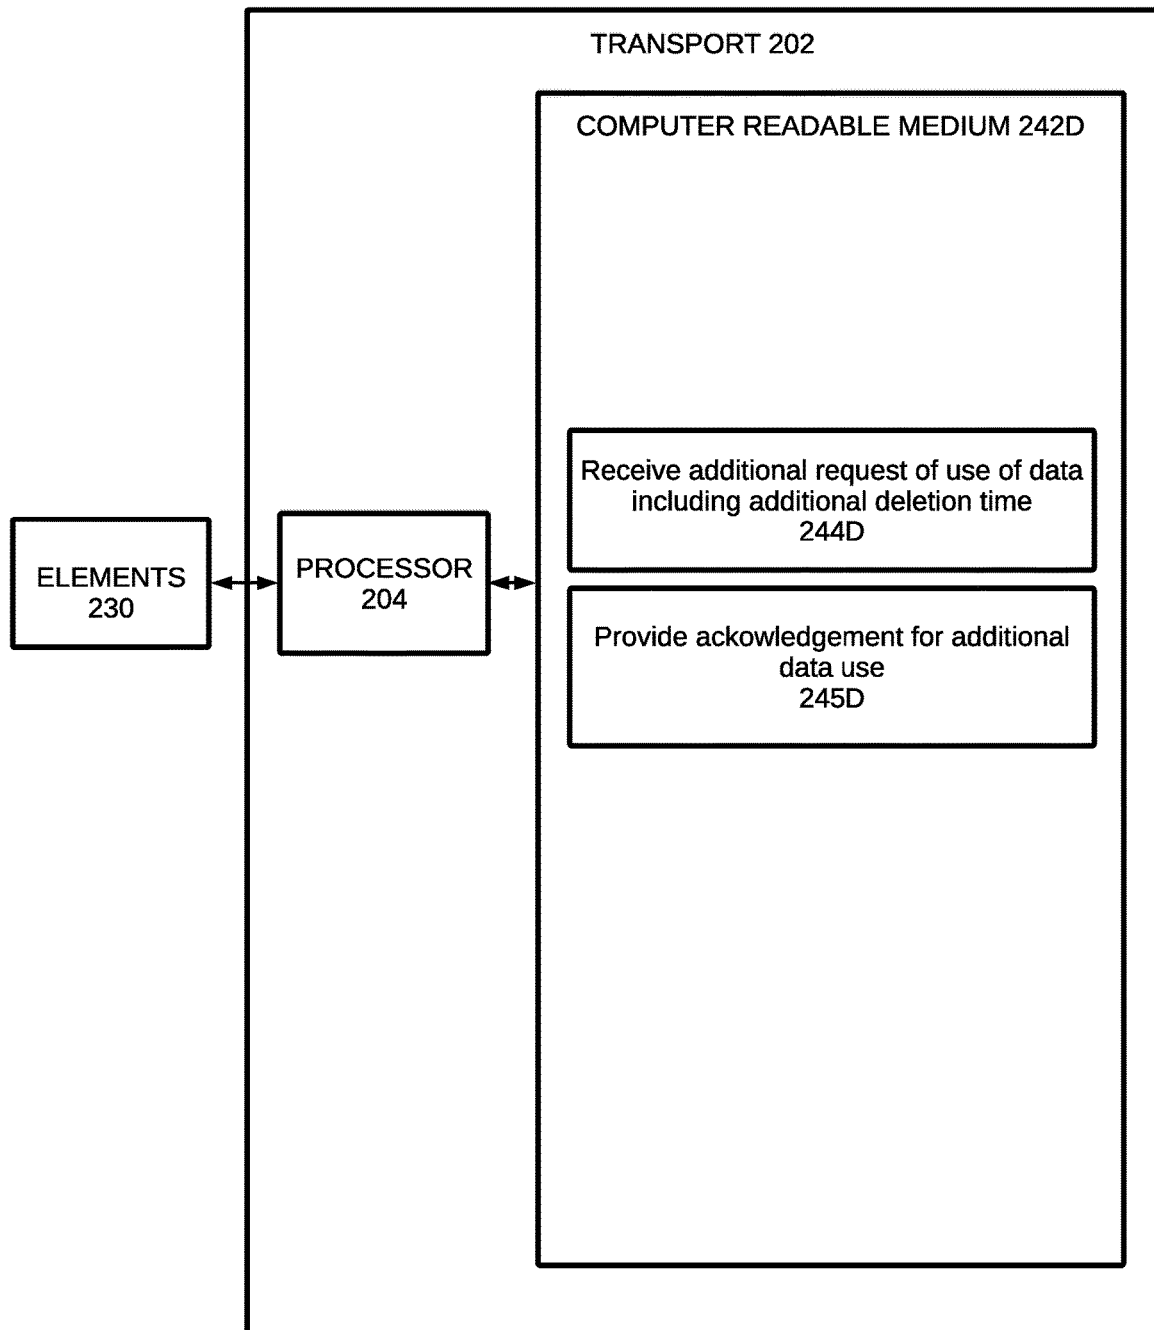 TRANSPORT 202
COMPUTER READABLE MEDIUM 242D
Receive additional request of use of data
including additional deletion time
244D
ELEMENTS
230
PROCESSOR
204
Provide ackowledgement for additional
data use
245D